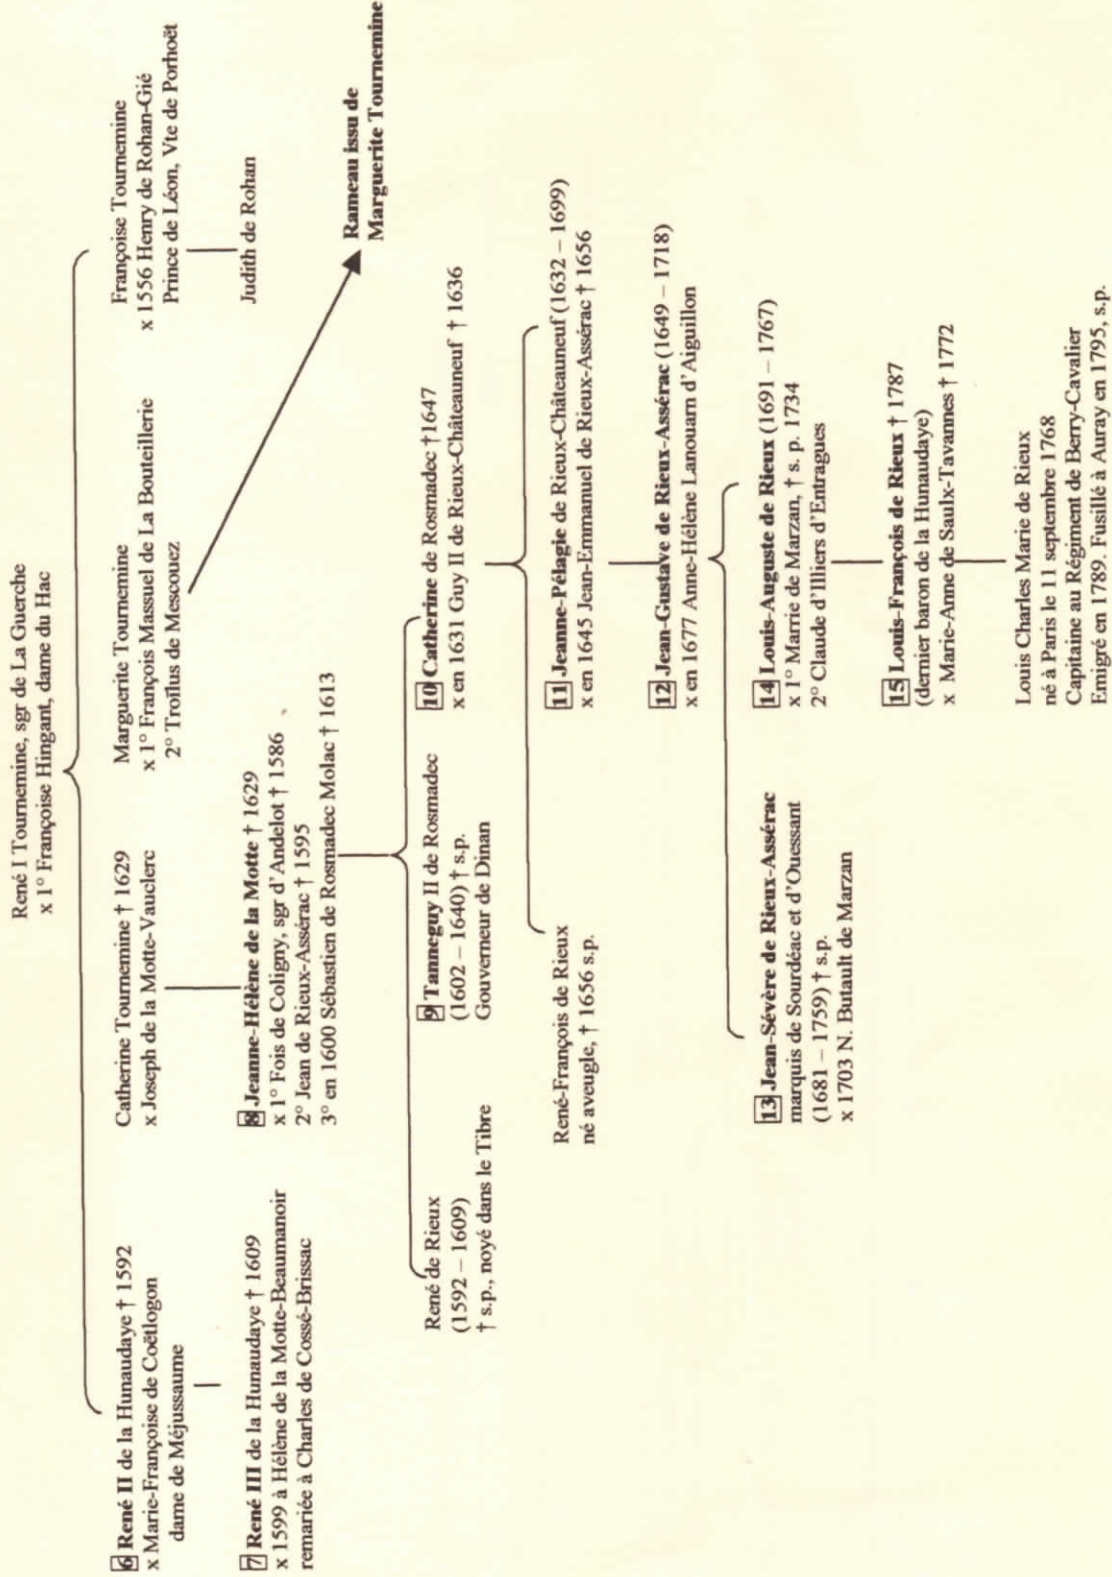 René I Tournemine, sgr de La Guerche
x 1° Françoise Hingant, dame du Hac
6 René II de la Hunaudaye † 1592
x Marie-Françoise de Coëtlogon
dame de Méjussaume
Catherine Tournemine † 1629
x Joseph de la Motte-Vauclerc
Marguerite Tournemine
x 1° François Massuel de La Bouteillerie
2° Troïlus de Mescouez
Françoise Tournemine
x 1556 Henry de Rohan-Gié
Prince de Léon, Vte de Porhoët
7 René III de la Hunaudaye † 1609
x 1599 à Hélène de la Motte-Beaumanoir
remariée à Charles de Cossé-Brissac
8 Jeanne-Hélène de la Motte † 1629
x 1° Fois de Coligny, sgr d'Andelot † 1586
2° Jean de Rieux-Assérac † 1595
3° en 1600 Sébastien de Rosmadec Molac † 1613
Judith de Rohan
Rameau issu de
Marguerite Tournemine
René de Rieux
(1592 – 1609)
† s.p., noyé dans le Tibre
9 Tanneguy II de Rosmadec
(1602 – 1640) † s.p.
Gouverneur de Dinan
10 Catherine de Rosmadec †1647
x en 1631 Guy II de Rieux-Châteauneuf † 1636
René-François de Rieux
né aveugle, † 1656 s.p.
11 Jeanne-Pélagie de Rieux-Châteauneuf (1632 – 1699)
x en 1645 Jean-Emmanuel de Rieux-Assérac † 1656
12 Jean-Gustave de Rieux-Assérac (1649 – 1718)
x en 1677 Anne-Hélène Lanouarn d'Aiguillon
13 Jean-Sévère de Rieux-Assérac
marquis de Sourdéac et d'Ouessant
(1681 – 1759) † s.p.
x 1703 N. Butault de Marzan
14 Louis-Auguste de Rieux (1691 – 1767)
x 1° Marrie de Marzan, † s. p. 1734
2° Claude d'Illiers d'Entragues
15 Louis-François de Rieux † 1787
(dernier baron de la Hunaudaye)
x Marie-Anne de Saulx-Tavannes † 1772
Louis Charles Marie de Rieux
né à Paris le 11 septembre 1768
Capitaine au Régiment de Berry-Cavalier
Emigré en 1789. Fusillé à Auray en 1795, s.p.